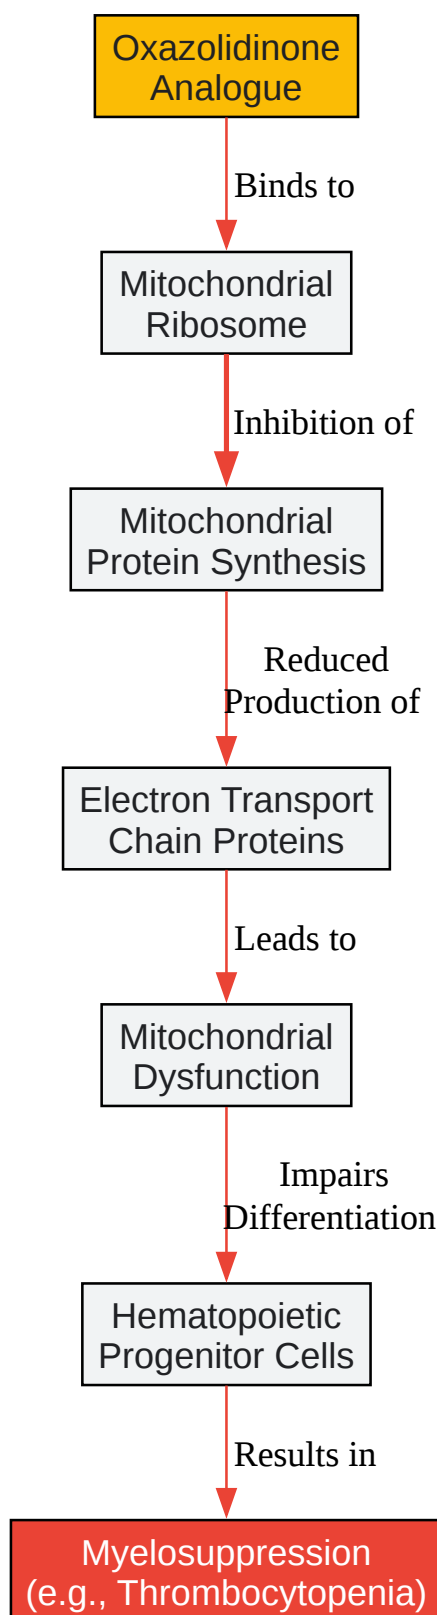 Oxazolidinone
Analogue
Binds to
Mitochondrial
Ribosome
Inhibition of
Mitochondrial
Protein Synthesis
Reduced
Production of
Electron Transport
Chain Proteins
Leads to
Mitochondrial
Dysfunction
Impairs
Differentiation
Hematopoietic
Progenitor Cells
Results in
Myelosuppression
(e.g., Thrombocytopenia)